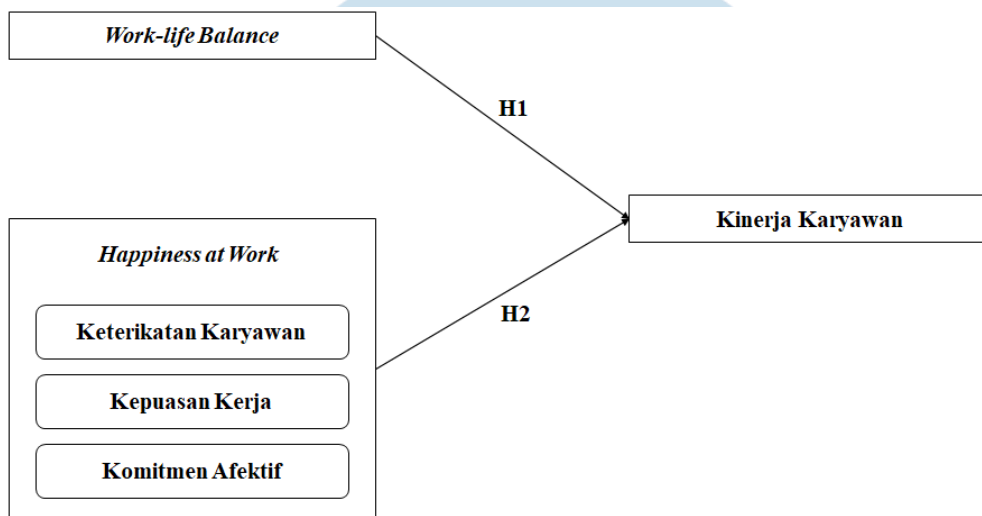 Work-life Balance
H1
Kinerja Karyawan
Happiness at Work
H2
Keterikatan Karyawan
Kepuasan Kerja
Komitmen Afektif